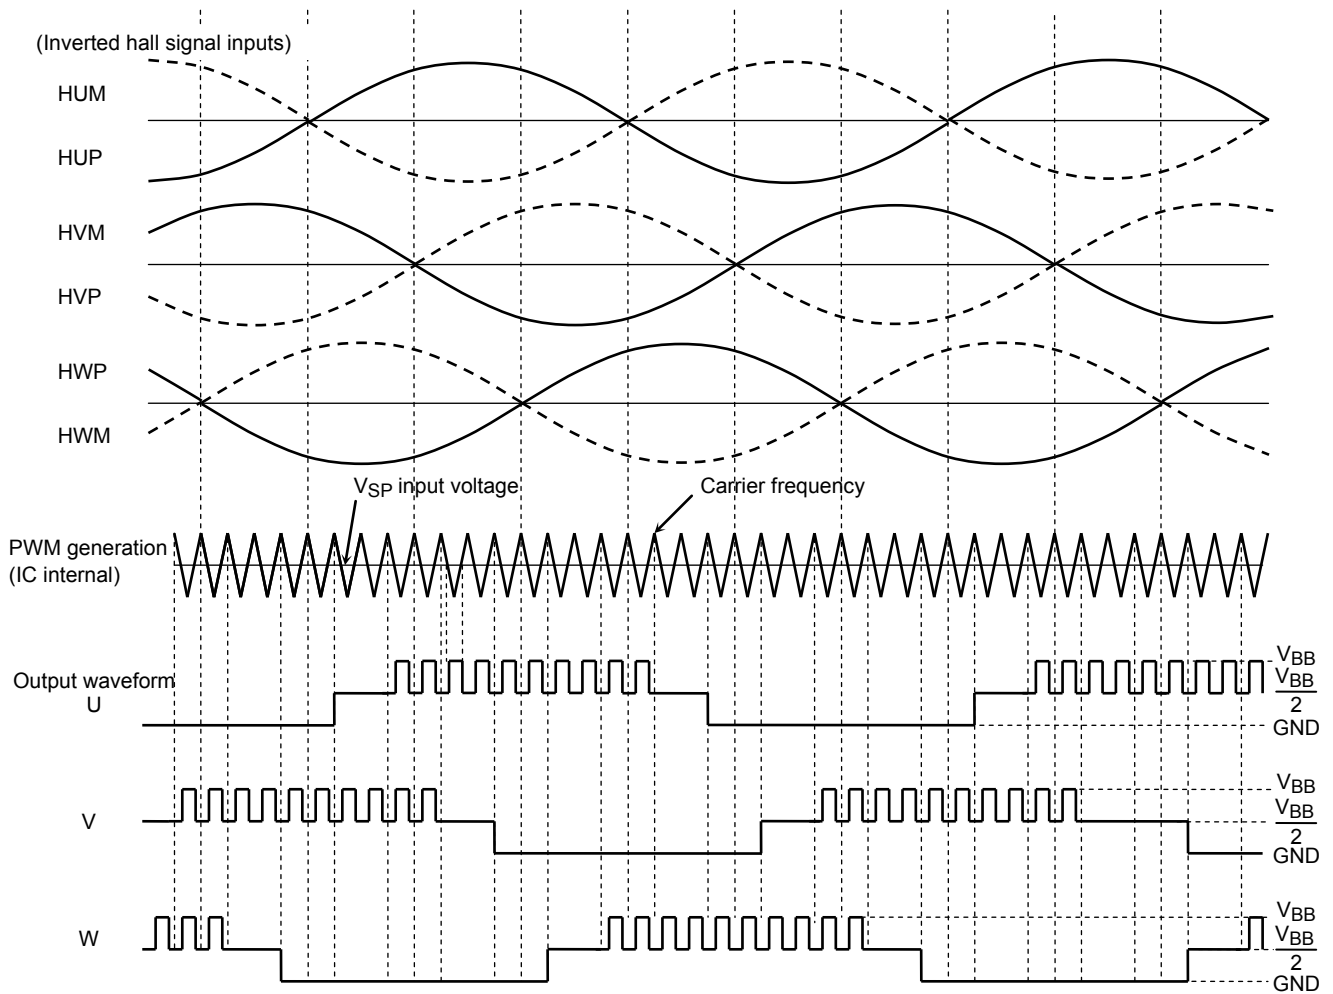 (Inverted hall signal inputs)
HUM
HUP
HVM
HVP
HWP
HWM
VSP input voltage
Carrier frequency
PWM generation
(IC internal)
Output waveform
U
VBB
VBB
2
GND
V
VBB
VBB
2
GND
W
VBB
VBB
2
GND